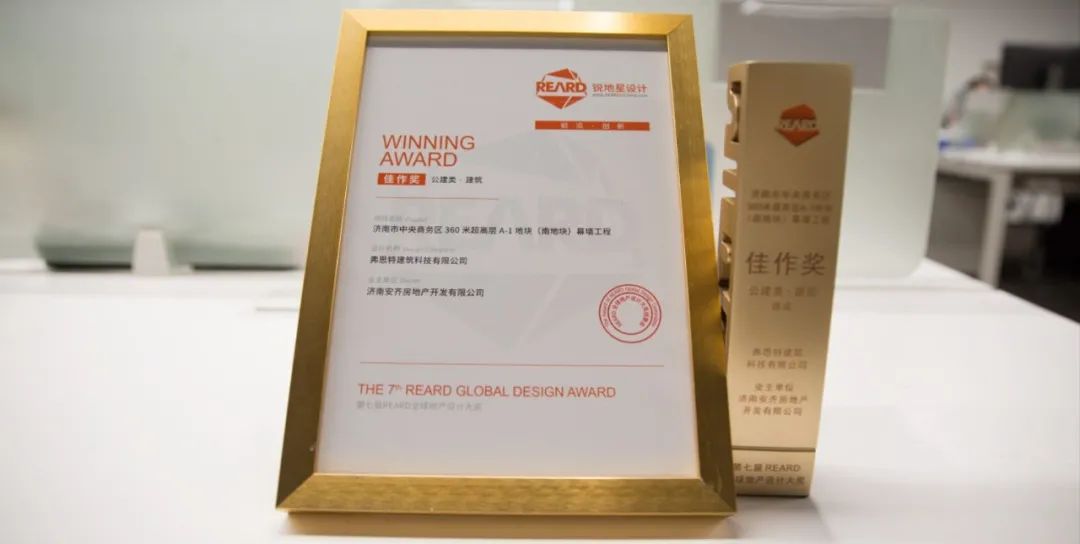 REARD 锐地星设计
WINNING
AWARD
佳作奖 公建类·建筑
济南市中央商务区 360 米超高层 A-1 地块（南地块）幕墙工程
弗思特建筑科技有限公司
业主单位
济南安齐房地产开发有限公司
THE 7th REARD GLOBAL DESIGN AWARD
第七届REARD全球地产设计大奖
REARD
济南市中央商务区
360米超高层A-1地块
（南地块）幕墙工程
佳作奖
公建类·建筑
弗思特建筑
科技有限公司
业主单位
济南安齐房地产
开发有限公司
第七届 REARD
全球地产设计大奖